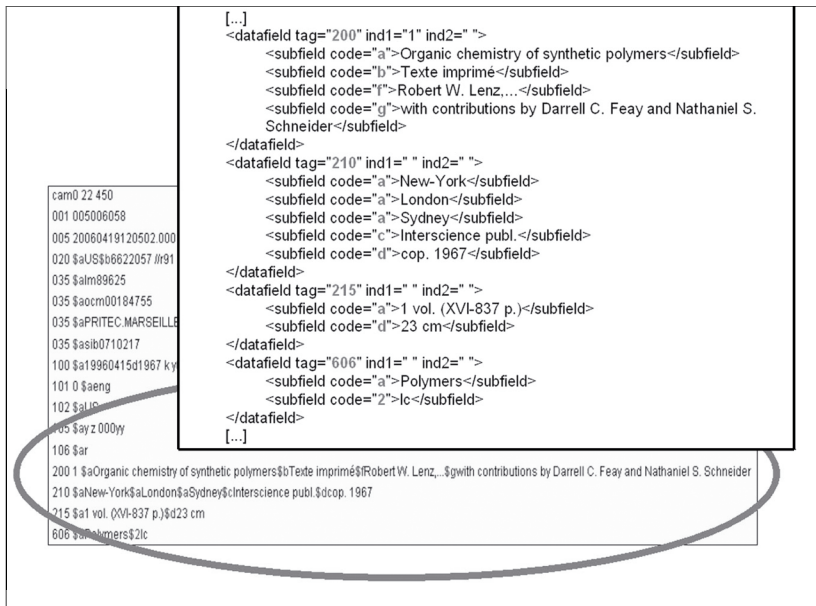 [...]
<datafield tag="200" ind1="1" ind2=" ">
<subfield code="a">Organic chemistry of synthetic polymers</subfield>
<subfield code="b">Texte imprimé</subfield>
<subfield code="f">Robert W. Lenz,...</subfield>
<subfield code="g">with contributions by Darrell C. Feay and Nathaniel S.
Schneider</subfield>
</datafield>
<datafield tag="210" ind1=" " ind2=" ">
<subfield code="a">New-York</subfield>
<subfield code="a">London</subfield>
<subfield code="a">Sydney</subfield>
<subfield code="c">Interscience publ.</subfield>
<subfield code="d">cop. 1967</subfield>
</datafield>
<datafield tag="215" ind1=" " ind2=" ">
<subfield code="a">1 vol. (XVI-837 p.)</subfield>
<subfield code="d">23 cm</subfield>
</datafield>
<datafield tag="606" ind1=" " ind2=" ">
<subfield code="a">Polymers</subfield>
<subfield code="2">lc</subfield>
</datafield>
[...]
cam0 22 450
001 005006058
005 20060419120502.000
020 $aUS$b6622057 //r91
035 $alm89625
035 $aocm00184755
035 $aPRITEC.MARSEILLE
035 $asib0710217
100 $a19960415d1967 k y
101 0 $aeng
102 $aUS
105 $ay z 000yy
106 $ar
200 1 $aOrganic chemistry of synthetic polymers$bTexte imprimé$fRobert W. Lenz,...$gwith contributions by Darrell C. Feay and Nathaniel S. Schneider
210 $aNew-York$aLondon$aSydney$cInterscience publ.$dcop. 1967
215 $a1 vol. (XVI-837 p.)$d23 cm
606 $aPolymers$2lc